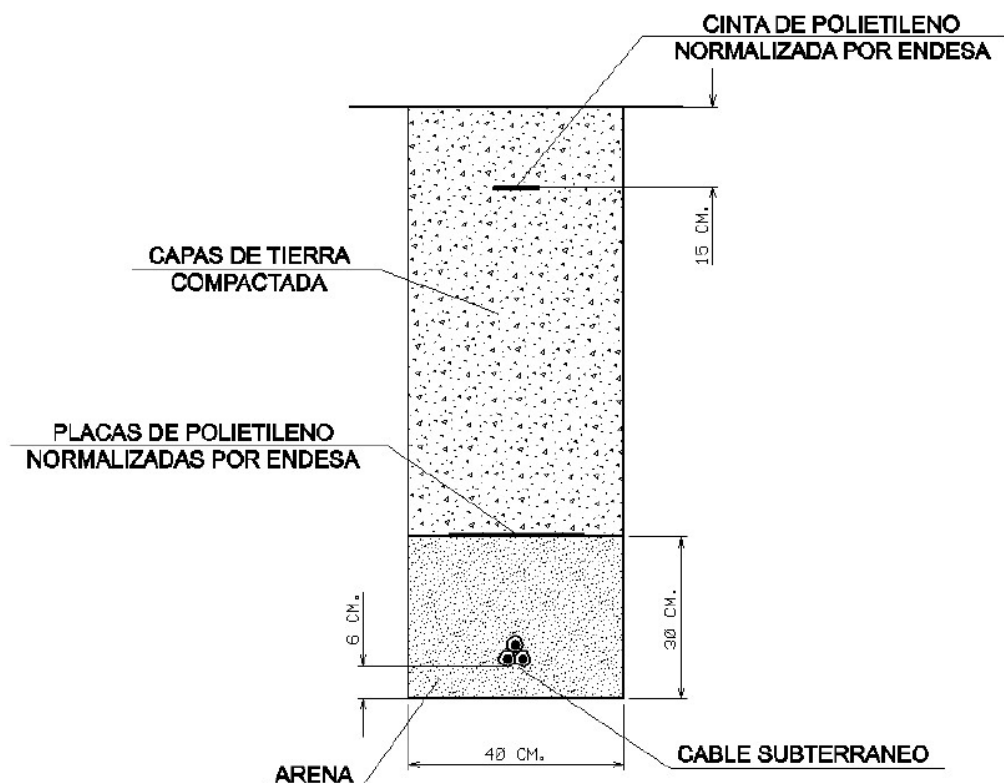 CINTA DE POLIETILENO
NORMALIZADA POR ENDESA
15 CM.
CAPAS DE TIERRA
COMPACTADA
PLACAS DE POLIETILENO
NORMALIZADAS POR ENDESA
6 CM.
30 CM.
40 CM.
CABLE SUBTERRANEO
ARENA